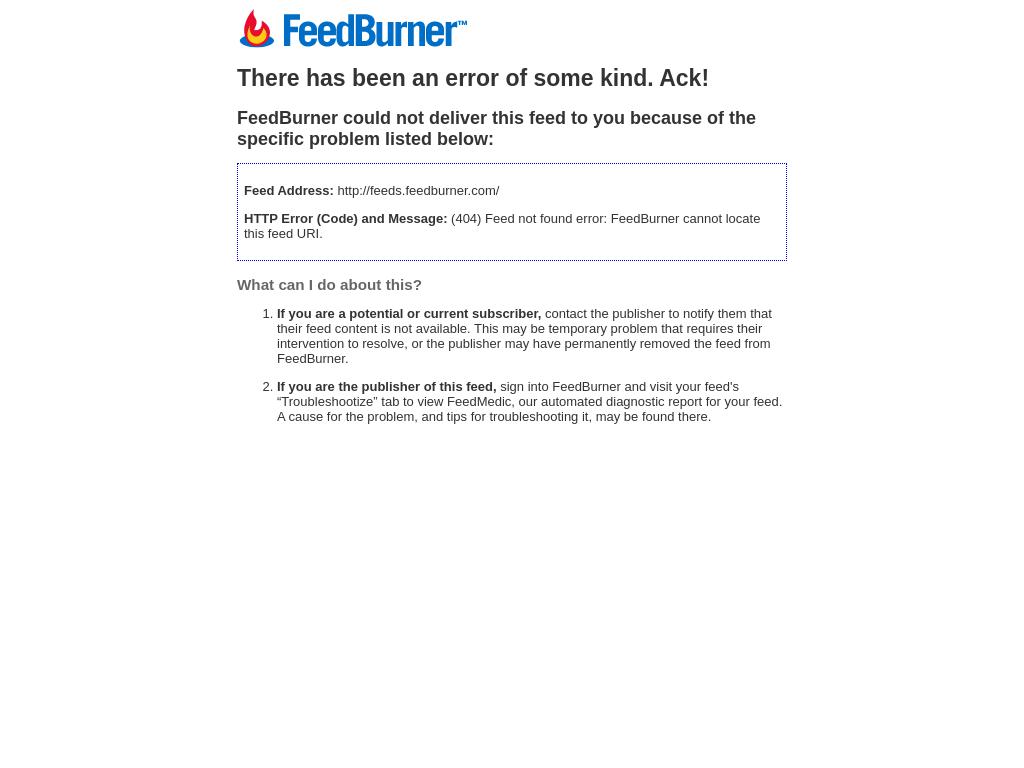 FeedBurner™
There has been an error of some kind. Ack!
FeedBurner could not deliver this feed to you because of the
specific problem listed below:
Feed Address: http://feeds.feedburner.com/
HTTP Error (Code) and Message: (404) Feed not found error: FeedBurner cannot locate
this feed URI.
What can I do about this?
1. If you are a potential or current subscriber, contact the publisher to notify them that
their feed content is not available. This may be temporary problem that requires their
intervention to resolve, or the publisher may have permanently removed the feed from
FeedBurner.
2. If you are the publisher of this feed, sign into FeedBurner and visit your feed's
“Troubleshootize” tab to view FeedMedic, our automated diagnostic report for your feed.
A cause for the problem, and tips for troubleshooting it, may be found there.